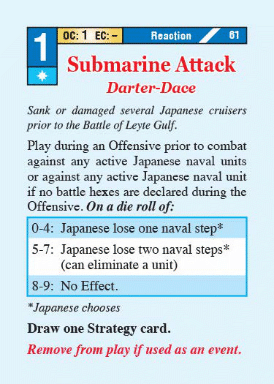 1
OC: 1 EC: –
Reaction
61
Submarine Attack
Darter-Dace
Sank or damaged several Japanese cruisers
prior to the Battle of Leyte Gulf.
Play during an Offensive prior to combat
against any active Japanese naval units
or against any active Japanese naval unit
if no battle hexes are declared during the
Offensive. On a die roll of:
0-4: Japanese lose one naval step*
5-7: Japanese lose two naval steps*
(can eliminate a unit)
8-9: No Effect.
*Japanese chooses
Draw one Strategy card.
Remove from play if used as an event.